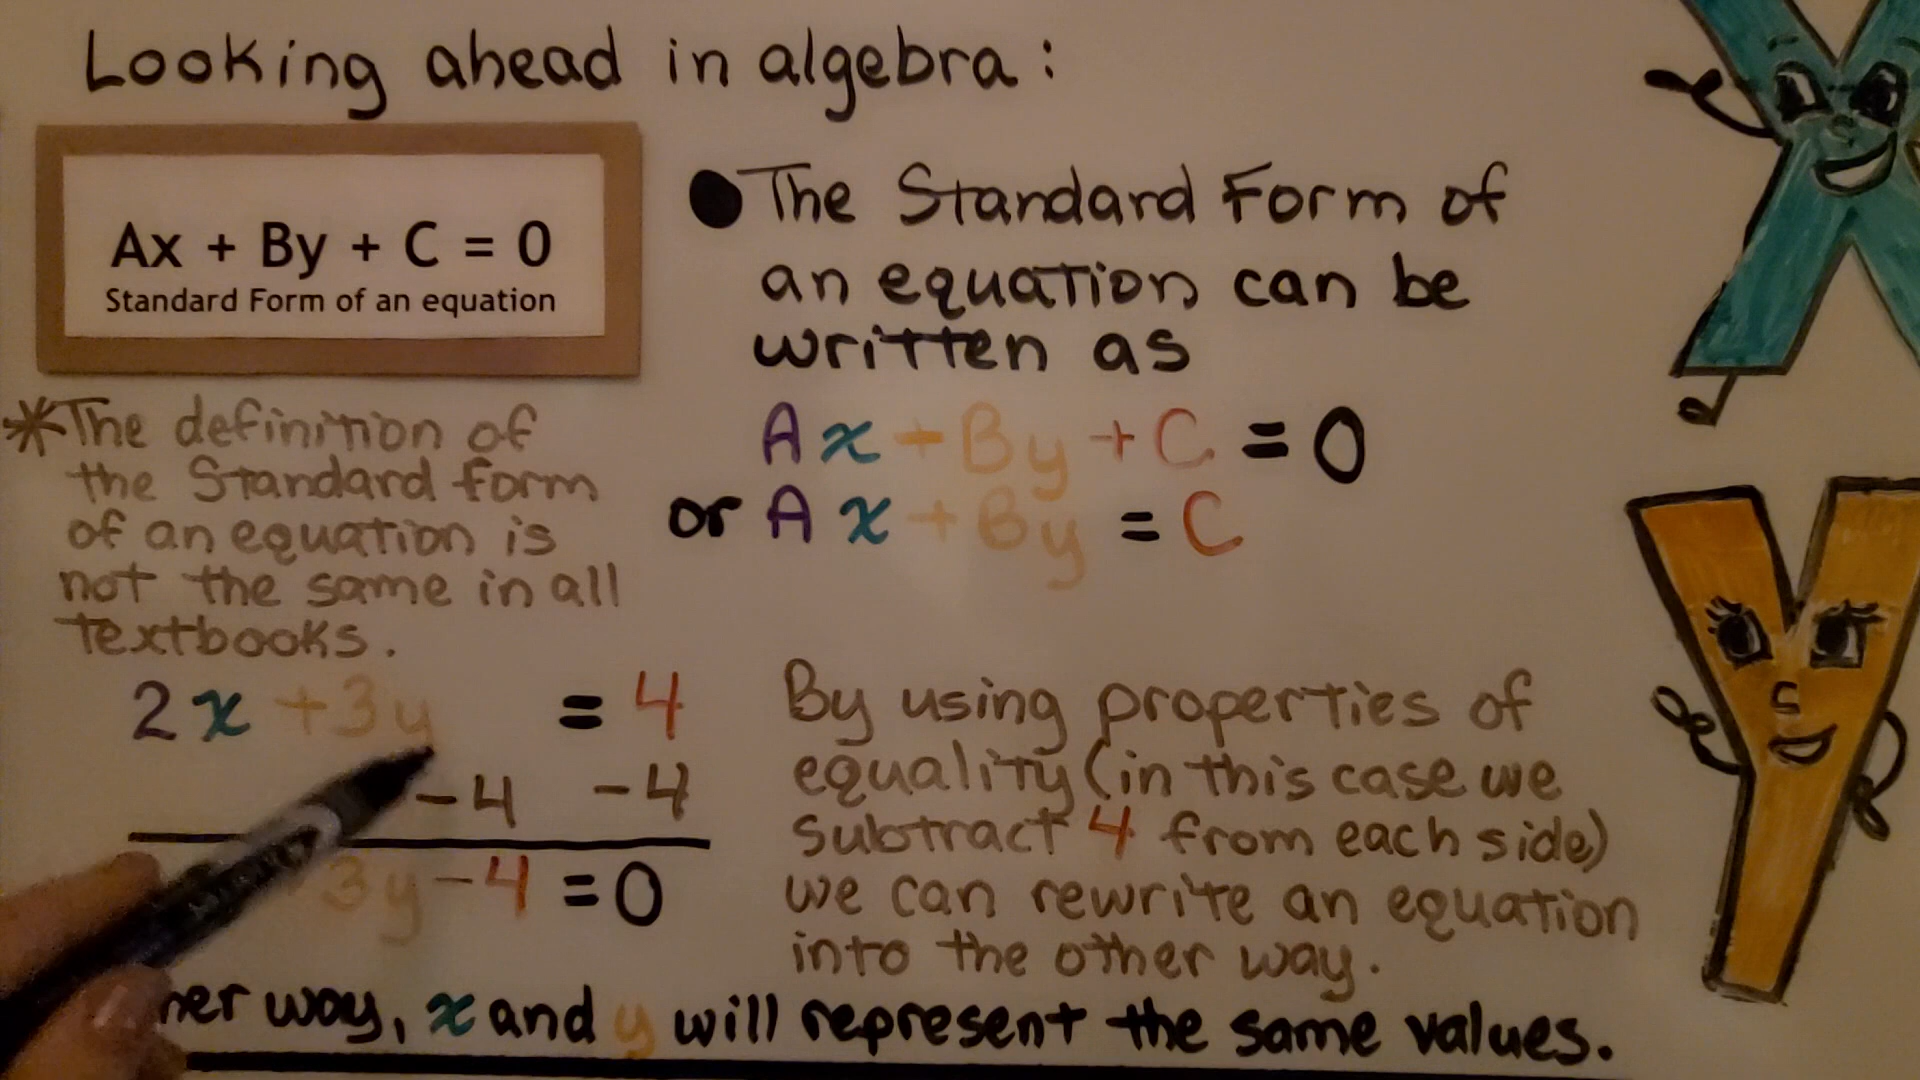 Looking ahead in algebra:
Ax + By + C = 0
Standard Form of an equation
●The Standard Form of
an equation can be
written as
Ax+By+C=0
or Ax+By=C
*The definition of
the Standard form
of an equation is
not the same in all
textbooks.
2x+3y = 4
-4 -4
3y-4=0
By using properties of
equality (in this case we
subtract 4 from each side)
we can rewrite an equation
into the other way.
way, x and y will represent the same values.